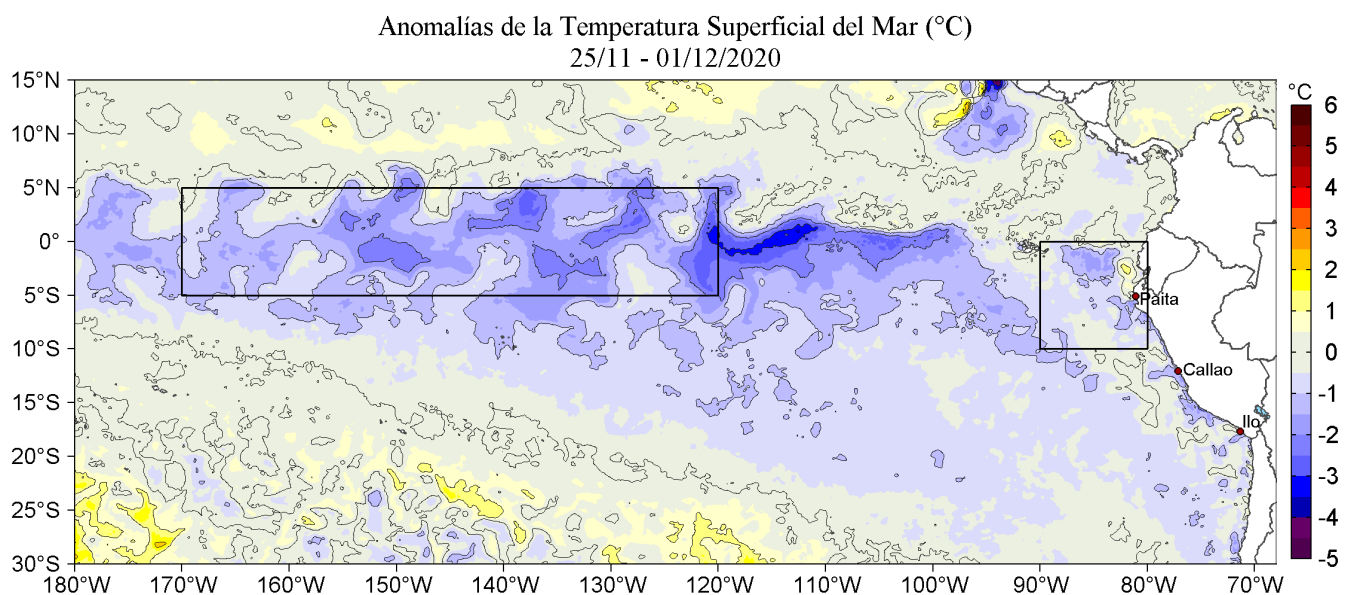 Anomalías de la Temperatura Superficial del Mar (°C)
25/11 - 01/12/2020
15°N
10°N
5°N
0°
5°S
10°S
15°S
20°S
25°S
30°S
180°W
170°W
160°W
150°W
140°W
130°W
120°W
110°W
100°W
90°W
80°W
70°W
Paita
Callao
Ilo
°C
6
5
4
3
2
1
0
-1
-2
-3
-4
-5